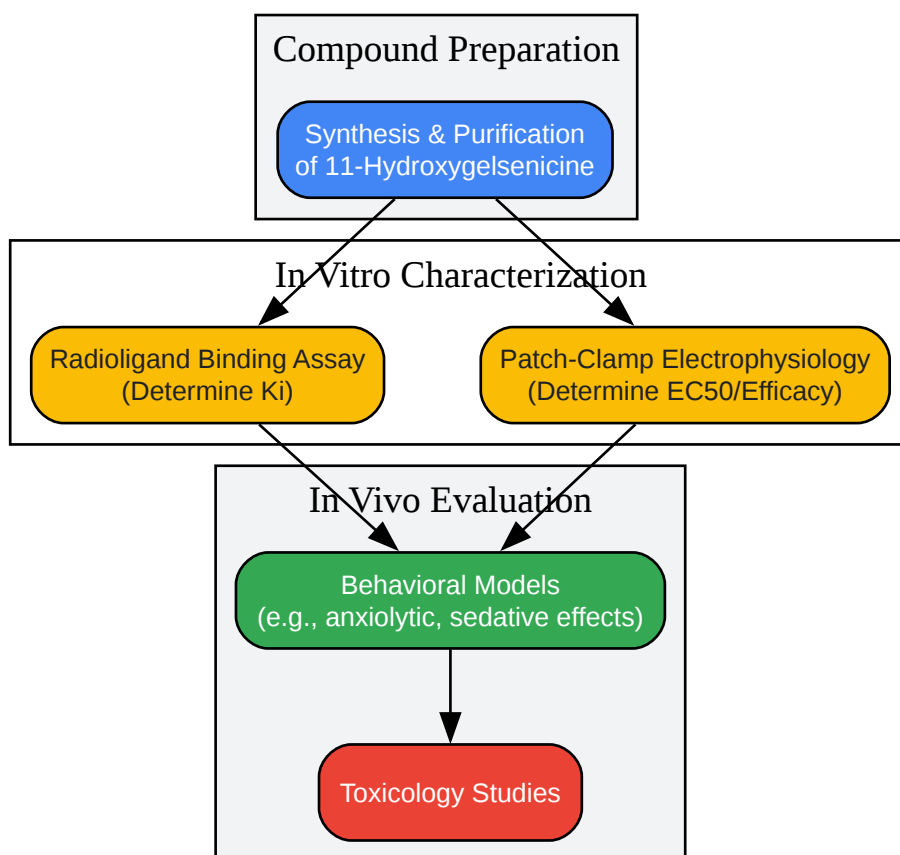 Compound Preparation
Synthesis & Purification
of 11-Hydroxygelsenicine
In Vitro Characterization
Radioligand Binding Assay
(Determine Ki)
Patch-Clamp Electrophysiology
(Determine EC50/Efficacy)
In Vivo Evaluation
Behavioral Models
(e.g., anxiolytic, sedative effects)
Toxicology Studies